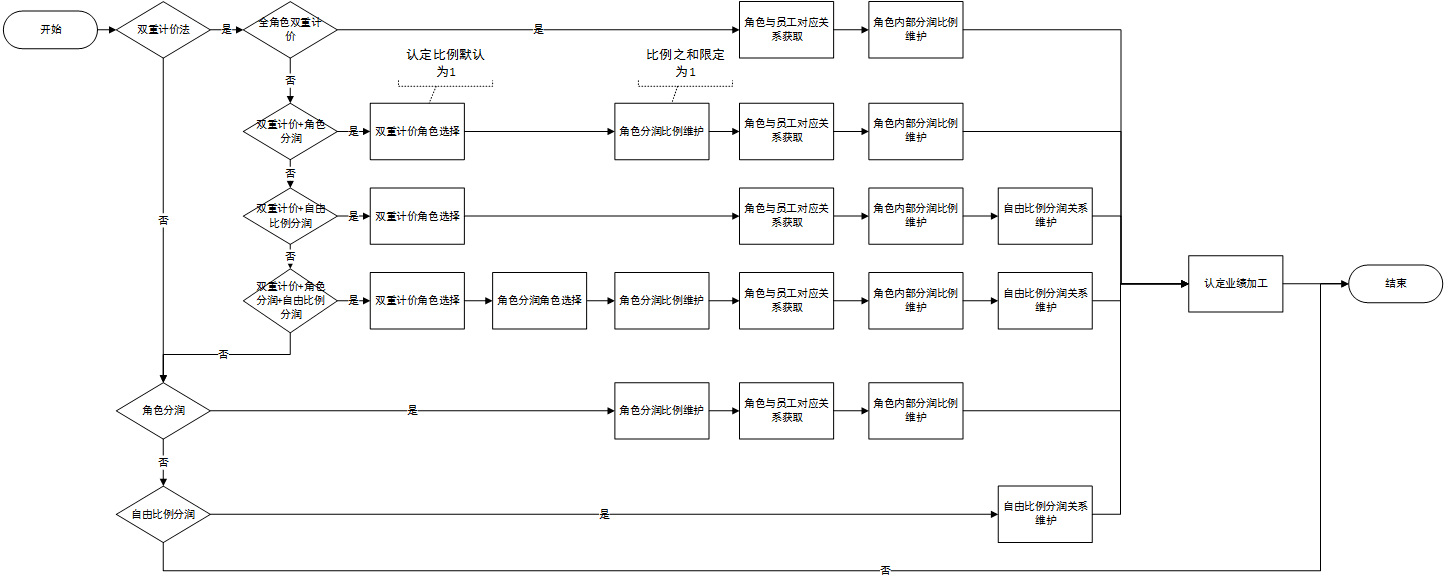 开始
双重计价法
是
全角色双重计
价
是
角色与员工对应关
系获取
角色内部分润比例
维护
认定比例默认
为1
比例之和限定
为1
否
双重计价+角色
分润
是
双重计价角色选择
角色分润比例维护
角色与员工对应关
系获取
角色内部分润比例
维护
否
双重计价+自由
比例分润
是
双重计价角色选择
角色与员工对应关
系获取
角色内部分润比例
维护
自由比例分润关系
维护
否
否
双重计价+角色
分润+自由比例
分润
是
双重计价角色选择
角色分润角色选择
角色分润比例维护
角色与员工对应关
系获取
角色内部分润比例
维护
自由比例分润关系
维护
认定业绩加工
结束
否
角色分润
是
角色分润比例维护
角色与员工对应关
系获取
角色内部分润比例
维护
否
自由比例分润
是
自由比例分润关系
维护
否